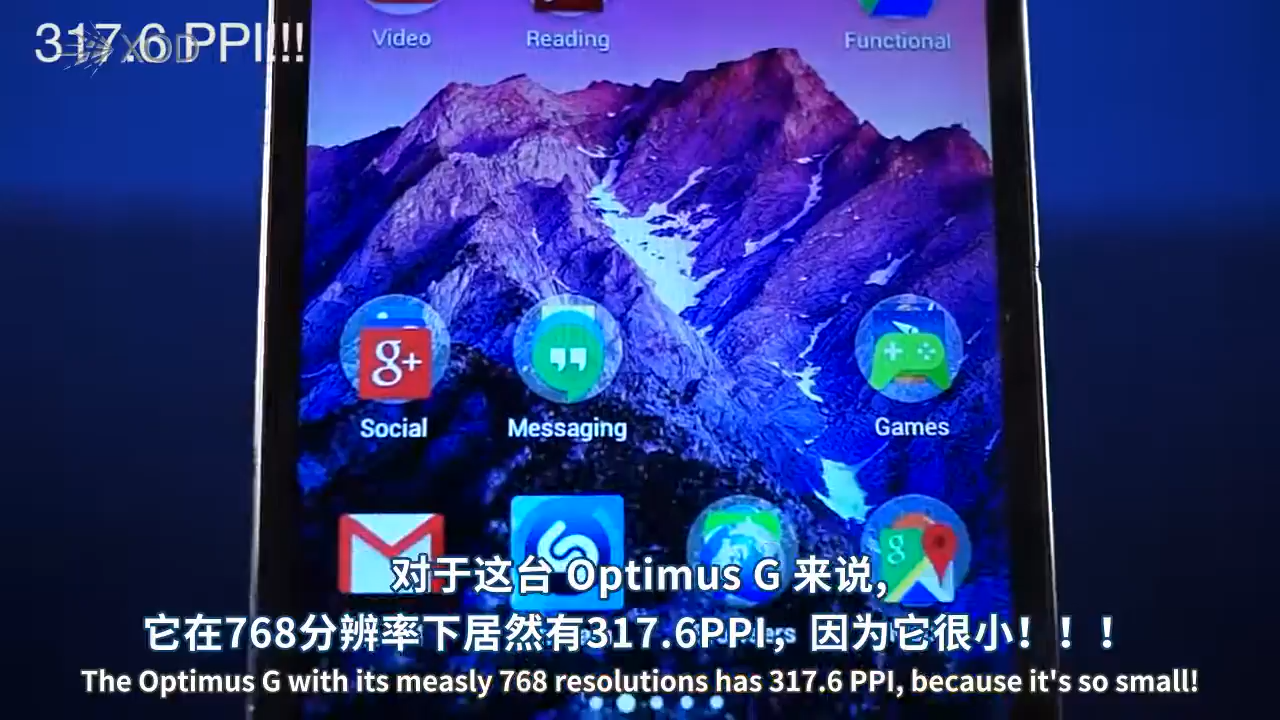 317.6 PPI!!!
Video
Reading
Functional
g+
Social
Messaging
Games
g
对于这台 Optimus G 来说，
它在768分辨率下居然有317.6PPI，因为它很小！！！
The Optimus G with its measly 768 resolutions has 317.6 PPI, because it's so small!